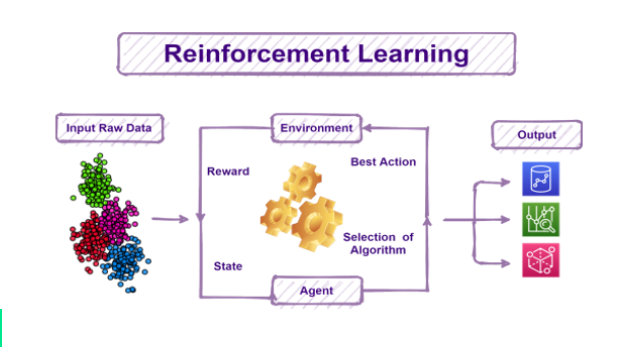 Reinforcement Learning
Input Raw Data
Environment
Output
Reward
Best Action
Selection of
Algorithm
State
Agent